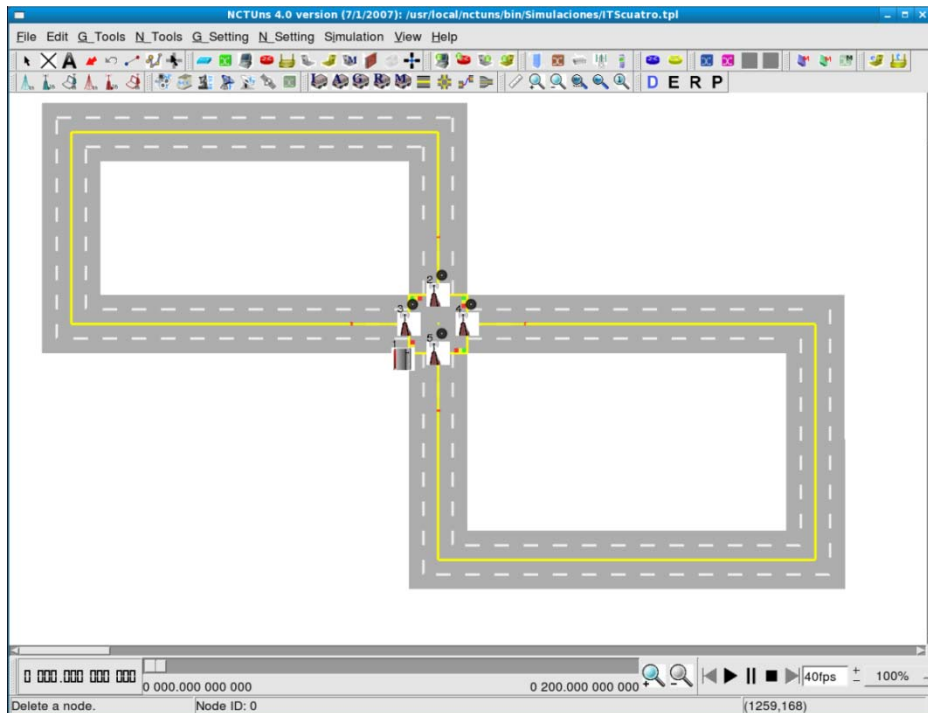 NCTUns 4.0 version (7/1/2007): /usr/local/nctuns/bin/Simulaciones/ITScuatro.tpl
File Edit G_Tools N_Tools G_Setting N_Setting Simulation View Help
D E R P
2
3 4
5
1
0 000.000 000 000
0 000.000 000 000 0 200.000 000 000
40fps + − 100%
Delete a node. Node ID: 0 (1259,168)